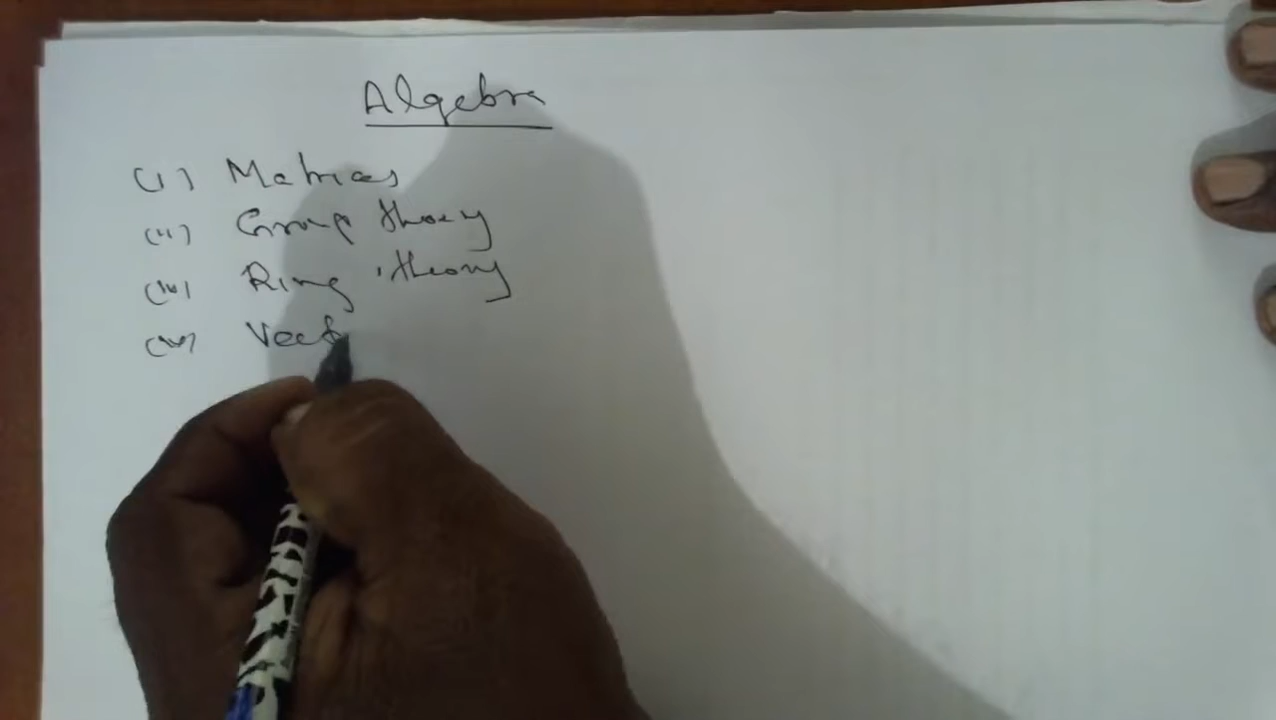 Algebra
(i) Matrices
(ii) Group theory
(iii) Ring theory
(iv) Vect